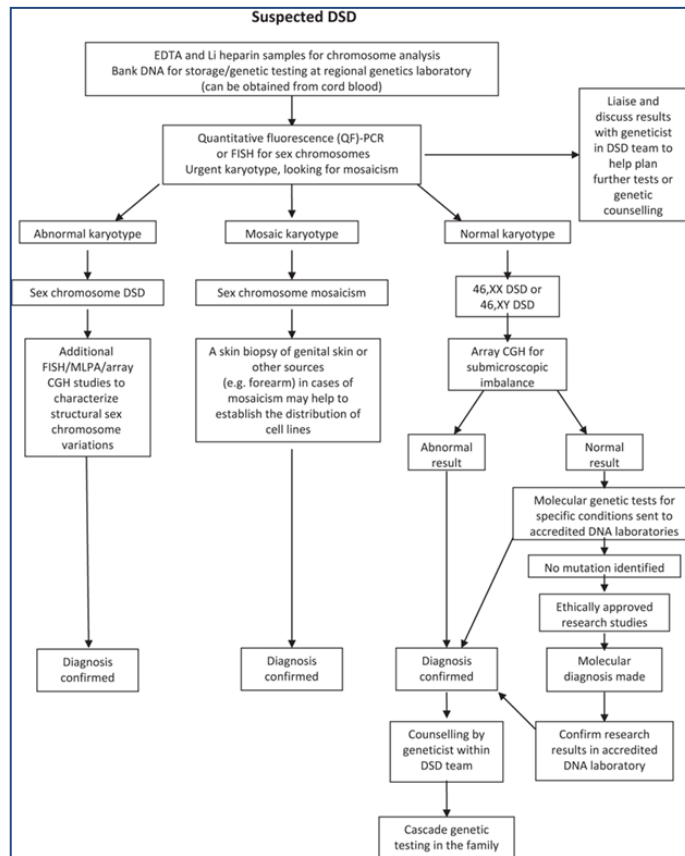 Suspected DSD
EDTA and Li heparin samples for chromosome analysis
Bank DNA for storage/genetic testing at regional genetics laboratory
(can be obtained from cord blood)
Liaise and
discuss results
with geneticist
in DSD team to
help plan
further tests or
genetic
counselling
Quantitative fluorescence (QF)-PCR
or FISH for sex chromosomes
Urgent karyotype, looking for mosaicism
Abnormal karyotype
Mosaic karyotype
Normal karyotype
Sex chromosome DSD
Sex chromosome mosaicism
46,XX DSD or
46,XY DSD
Additional
FISH/MLPA/array
CGH studies to
characterize
structural sex
chromosome
variations
A skin biopsy of genital skin or
other sources
(e.g. forearm) in cases of
mosaicism may help to
establish the distribution of
cell lines
Array CGH for
submicroscopic
imbalance
Abnormal
result
Normal
result
Molecular genetic tests for
specific conditions sent to
accredited DNA laboratories
No mutation identified
Ethically approved
research studies
Diagnosis
confirmed
Diagnosis
confirmed
Diagnosis
confirmed
Molecular
diagnosis made
Counselling by
geneticist within
DSD team
Confirm research
results in accredited
DNA laboratory
Cascade genetic
testing in the family